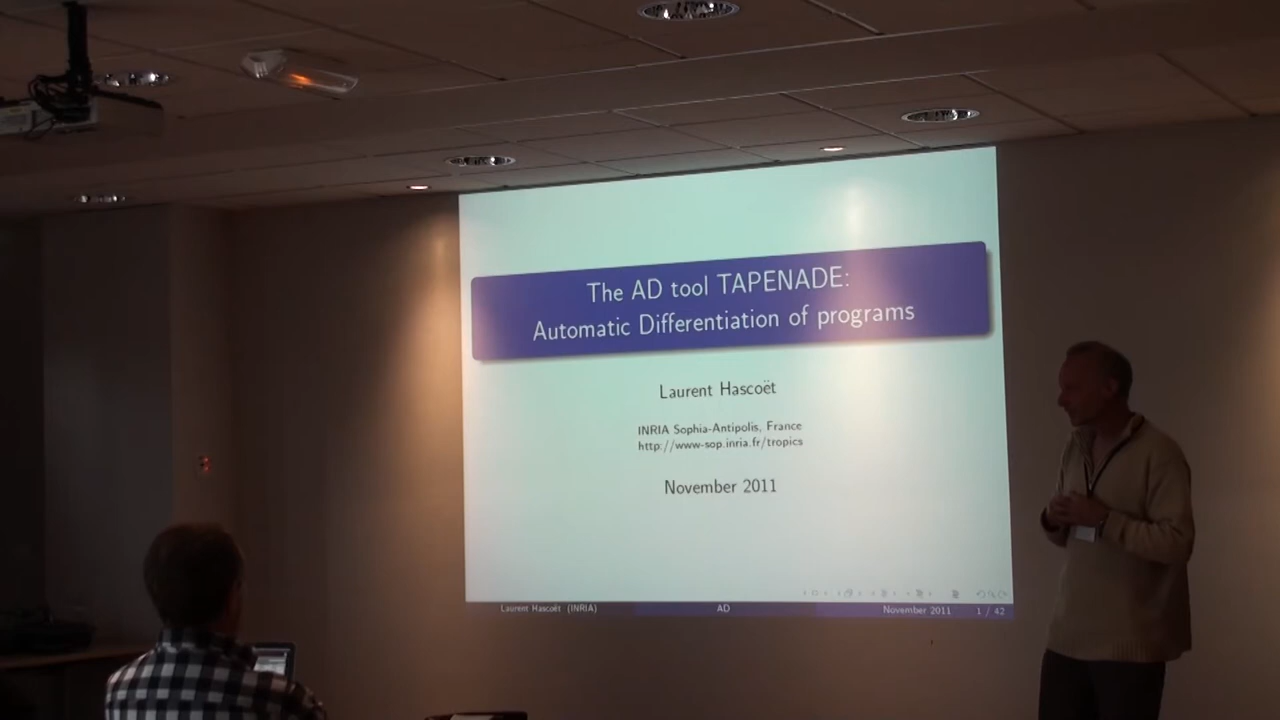 The AD tool TAPENADE:
Automatic Differentiation of programs
Laurent Hascoët
INRIA Sophia-Antipolis, France
http://www-sop.inria.fr/tropics
November 2011
Laurent Hascoët (INRIA) AD November 2011 1 / 42